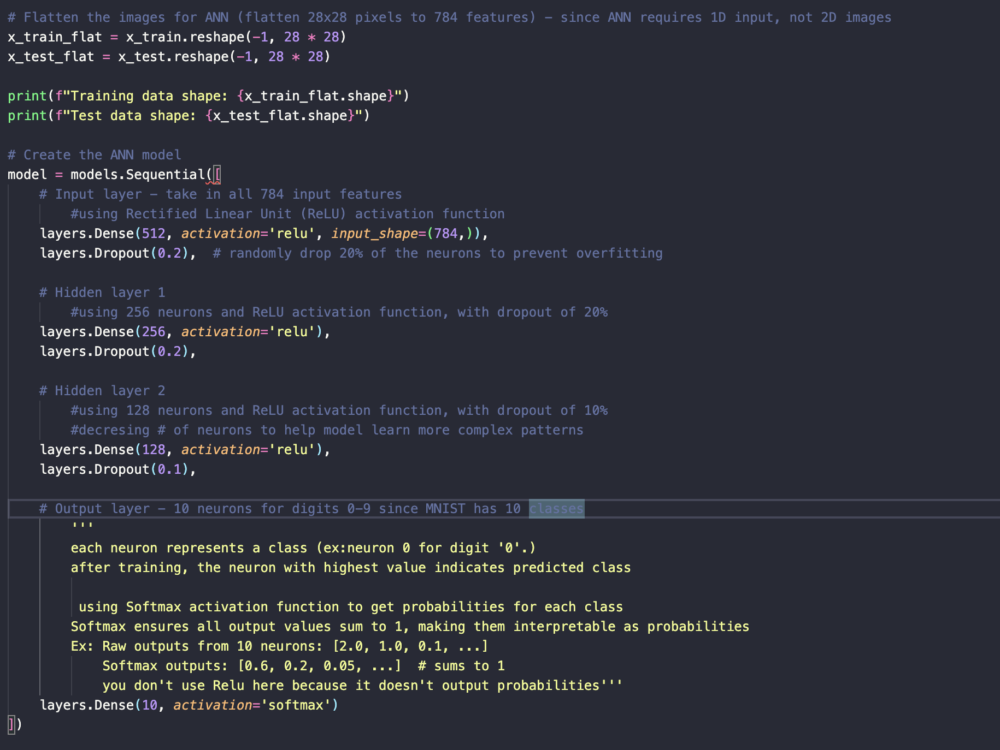 # Flatten the images for ANN (flatten 28x28 pixels to 784 features) – since ANN requires 1D input, not 2D images
x_train_flat = x_train.reshape(-1, 28 * 28)
x_test_flat = x_test.reshape(-1, 28 * 28)

print(f"Training data shape: {x_train_flat.shape}")
print(f"Test data shape: {x_test_flat.shape}")

# Create the ANN model
model = models.Sequential([
    # Input layer – take in all 784 input features
        #using Rectified Linear Unit (ReLU) activation function
    layers.Dense(512, activation='relu', input_shape=(784,)),
    layers.Dropout(0.2),  # randomly drop 20% of the neurons to prevent overfitting

    # Hidden layer 1
        #using 256 neurons and ReLU activation function, with dropout of 20%
    layers.Dense(256, activation='relu'),
    layers.Dropout(0.2),

    # Hidden layer 2
        #using 128 neurons and ReLU activation function, with dropout of 10%
        #decresing # of neurons to help model learn more complex patterns
    layers.Dense(128, activation='relu'),
    layers.Dropout(0.1),

    # Output layer – 10 neurons for digits 0–9 since MNIST has 10 classes
        '''
        each neuron represents a class (ex:neuron 0 for digit '0'.)
        after training, the neuron with highest value indicates predicted class

         using Softmax activation function to get probabilities for each class
        Softmax ensures all output values sum to 1, making them interpretable as probabilities
        Ex: Raw outputs from 10 neurons: [2.0, 1.0, 0.1, ...]
            Softmax outputs: [0.6, 0.2, 0.05, ...]  # sums to 1
            you don't use Relu here because it doesn't output probabilities'''
    layers.Dense(10, activation='softmax')
])